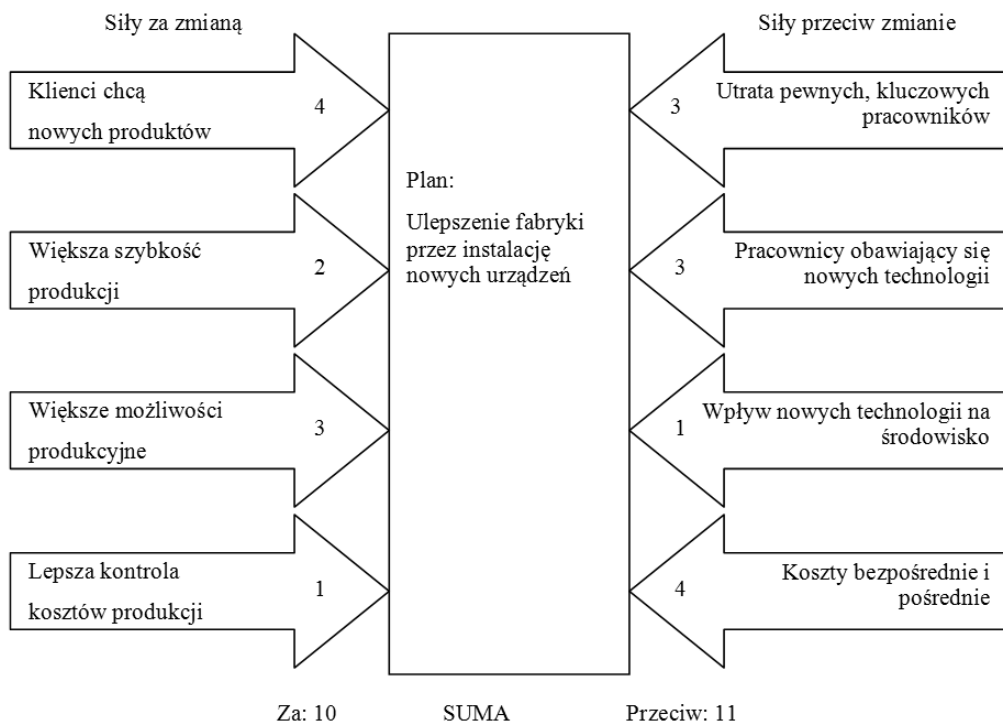 Siły za zmianą
Siły przeciw zmianie
Klienci chcą
nowych produktów
4
3
Utrata pewnych, kluczowych
pracowników
Plan:
Ulepszenie fabryki
przez instalację
nowych urządzeń
Większa szybkość
produkcji
2
3
Pracownicy obawiający się
nowych technologii
Większe możliwości
produkcyjne
3
1
Wpływ nowych technologii na
środowisko
Lepsza kontrola
kosztów produkcji
1
4
Koszty bezpośrednie i
pośrednie
Za: 10
SUMA
Przeciw: 11